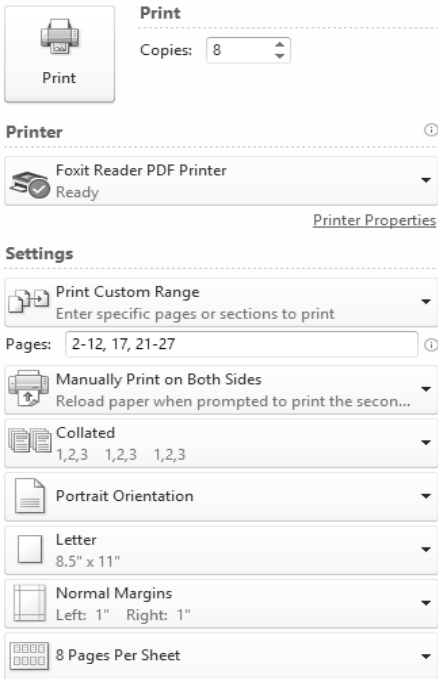 Print
Print
Copies: 8
Printer
Foxit Reader PDF Printer
Ready
Printer Properties
Settings
Print Custom Range
Enter specific pages or sections to print
Pages: 2-12, 17, 21-27
Manually Print on Both Sides
Reload paper when prompted to print the secon...
Collated
1,2,3 1,2,3 1,2,3
Portrait Orientation
Letter
8.5" x 11"
Normal Margins
Left: 1" Right: 1"
8 Pages Per Sheet